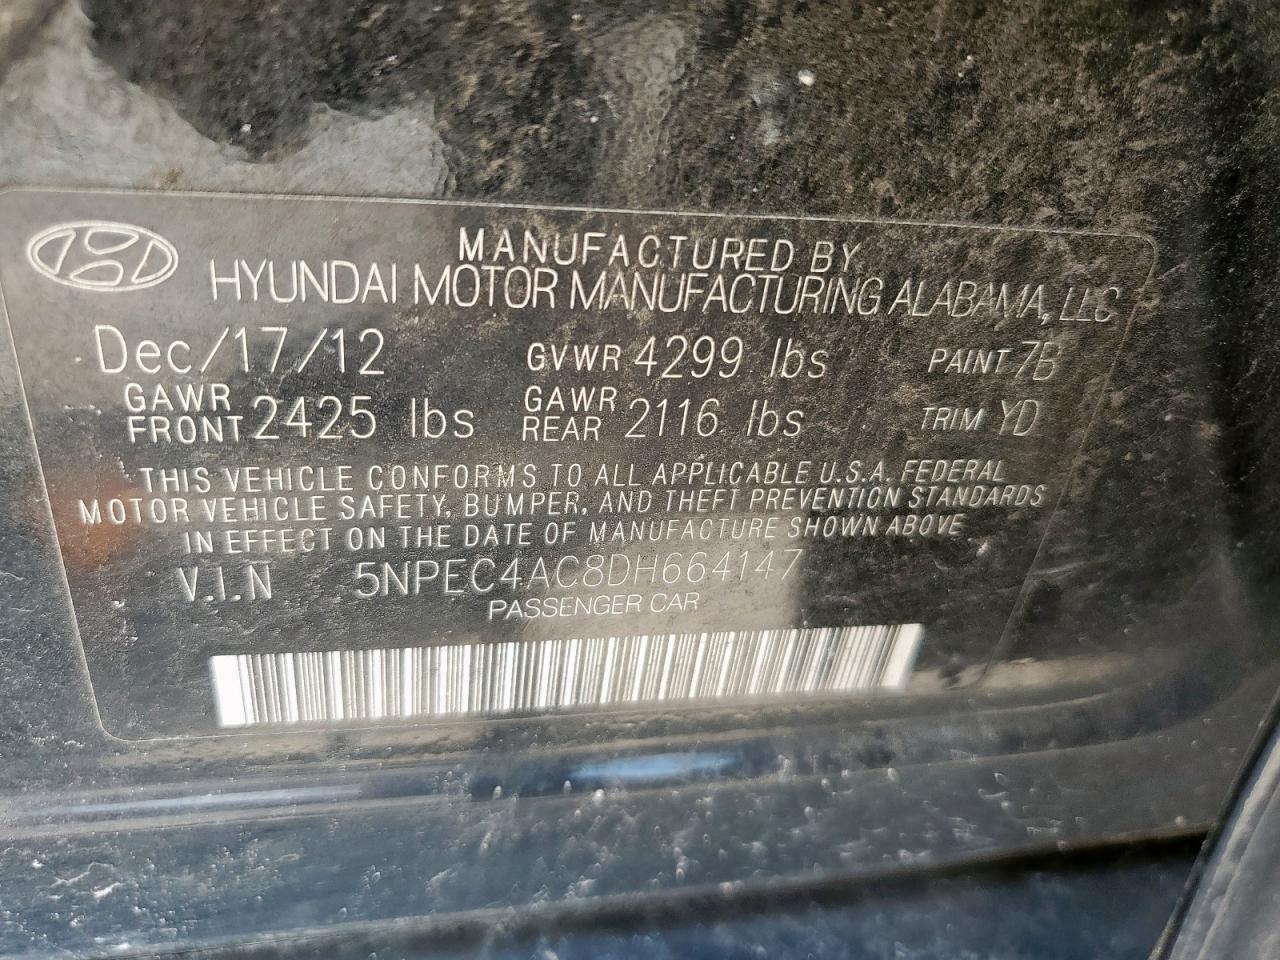 MANUFACTURED BY
HYUNDAI MOTOR MANUFACTURING ALABAMA, LLC
Dec/17/12 GVWR 4299 lbs PAINT 7B
GAWR FRONT 2425 lbs GAWR REAR 2116 lbs TRIM YD
THIS VEHICLE CONFORMS TO ALL APPLICABLE U.S.A. FEDERAL
MOTOR VEHICLE SAFETY, BUMPER, AND THEFT PREVENTION STANDARDS
IN EFFECT ON THE DATE OF MANUFACTURE SHOWN ABOVE
V.I.N 5NPEC4AC8DH664147
PASSENGER CAR